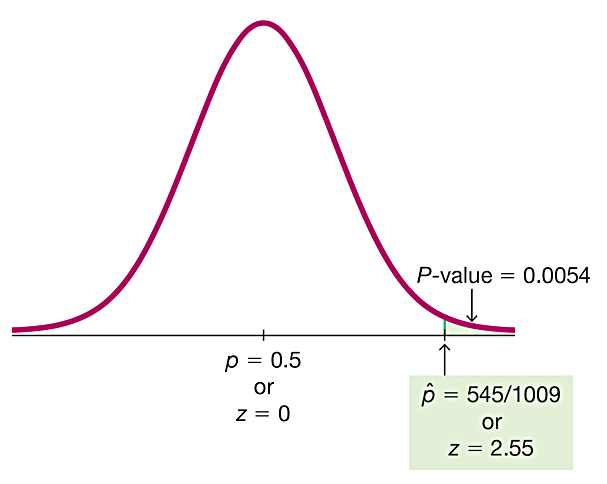 P-value = 0.0054
p = 0.5
or
z = 0
p̂ = 545/1009
or
z = 2.55